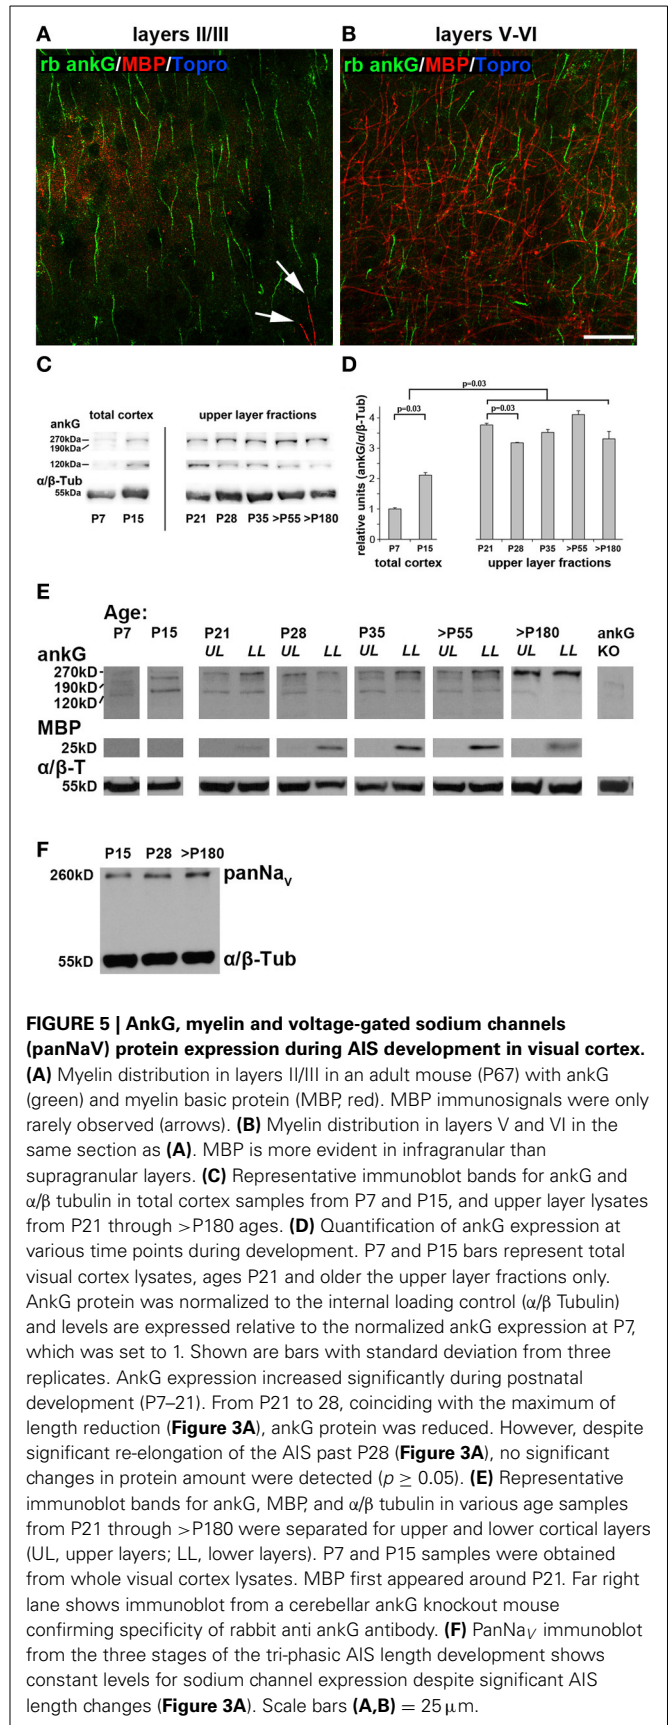 A layers II/III
B layers V-VI
rb ankG/MBP/Topro
rb ankG/MBP/Topro
C
total cortex upper layer fractions
ankG
270kDa
190kDa
120kDa
α/β-Tub
55kDa
P7 P15 P21 P28 P35 >P55 >P180
D
p=0.03
p=0.03 p=0.03
relative units (ankG/α/β-Tub)
4
3
2
1
0
P7 P15 P21 P28 P35 >P55 >P180
total cortex upper layer fractions
E
Age:
P7 P15 P21 P28 P35 >P55 >P180 ankG
ankG UL LL UL LL UL LL UL LL UL LL KO
270kD
190kD
120kD
MBP
25kD
α/β-T
55kD
F
P15 P28 >P180
260kD panNaV
55kD α/β-Tub
FIGURE 5 | AnkG, myelin and voltage-gated sodium channels
(panNaV) protein expression during AIS development in visual cortex.
(A) Myelin distribution in layers II/III in an adult mouse (P67) with ankG
(green) and myelin basic protein (MBP, red). MBP immunosignals were only
rarely observed (arrows). (B) Myelin distribution in layers V and VI in the
same section as (A). MBP is more evident in infragranular than
supragranular layers. (C) Representative immunoblot bands for ankG and
α/β tubulin in total cortex samples from P7 and P15, and upper layer lysates
from P21 through >P180 ages. (D) Quantification of ankG expression at
various time points during development. P7 and P15 bars represent total
visual cortex lysates, ages P21 and older the upper layer fractions only.
AnkG protein was normalized to the internal loading control (α/β Tubulin)
and levels are expressed relative to the normalized ankG expression at P7,
which was set to 1. Shown are bars with standard deviation from three
replicates. AnkG expression increased significantly during postnatal
development (P7–21). From P21 to 28, coinciding with the maximum of
length reduction (Figure 3A), ankG protein was reduced. However, despite
significant re-elongation of the AIS past P28 (Figure 3A), no significant
changes in protein amount were detected (p ≥ 0.05). (E) Representative
immunoblot bands for ankG, MBP, and α/β tubulin in various age samples
from P21 through >P180 were separated for upper and lower cortical layers
(UL, upper layers; LL, lower layers). P7 and P15 samples were obtained
from whole visual cortex lysates. MBP first appeared around P21. Far right
lane shows immunoblot from a cerebellar ankG knockout mouse
confirming specificity of rabbit anti ankG antibody. (F) PanNaV immunoblot
from the three stages of the tri-phasic AIS length development shows
constant levels for sodium channel expression despite significant AIS
length changes (Figure 3A). Scale bars (A,B) = 25 μm.